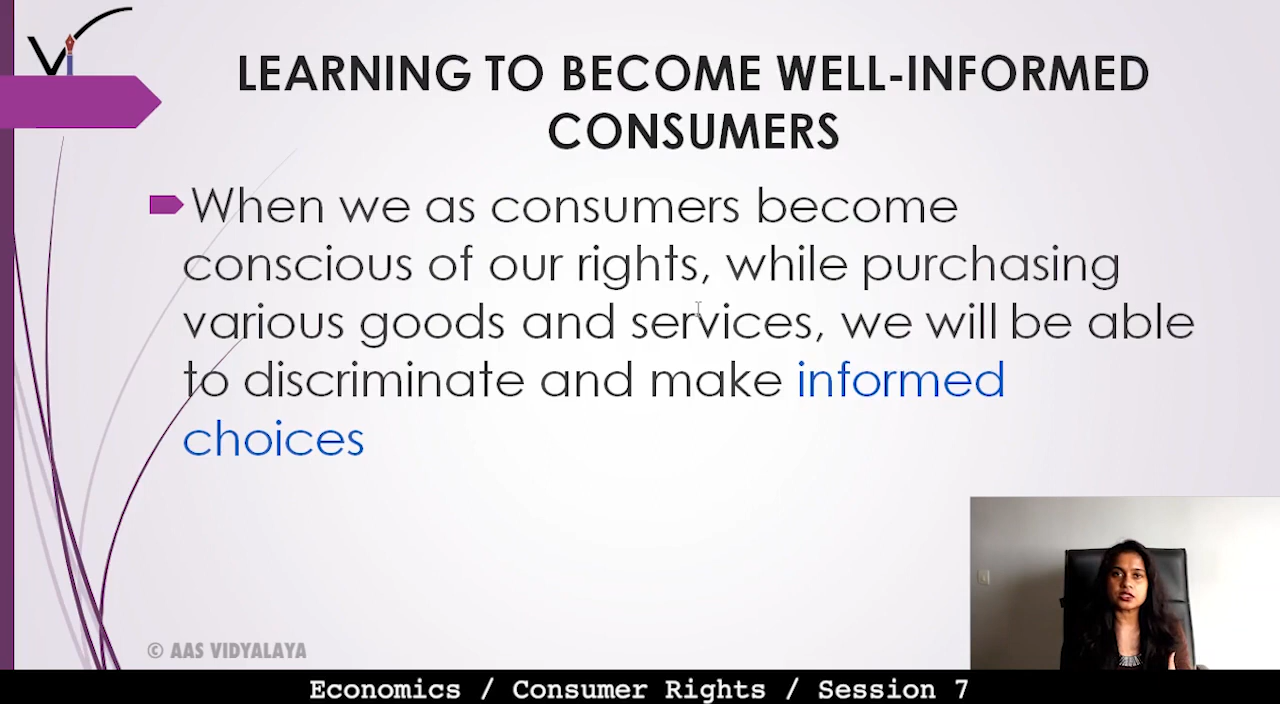 LEARNING TO BECOME WELL-INFORMED
CONSUMERS
When we as consumers become
conscious of our rights, while purchasing
various goods and services, we will be able
to discriminate and make informed
choices
© AAS VIDYALAYA
Economics / Consumer Rights / Session 7